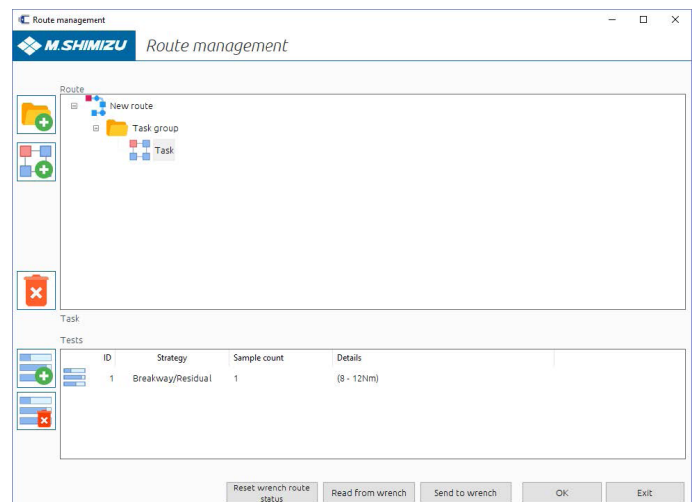 Route management
M.SHIMIZU Route management
Route
New route
Task group
Task
Task
Tests
ID Strategy Sample count Details
1 Breakway/Residual 1 (8 - 12Nm)
Reset wrench route
status
Read from wrench Send to wrench OK Exit